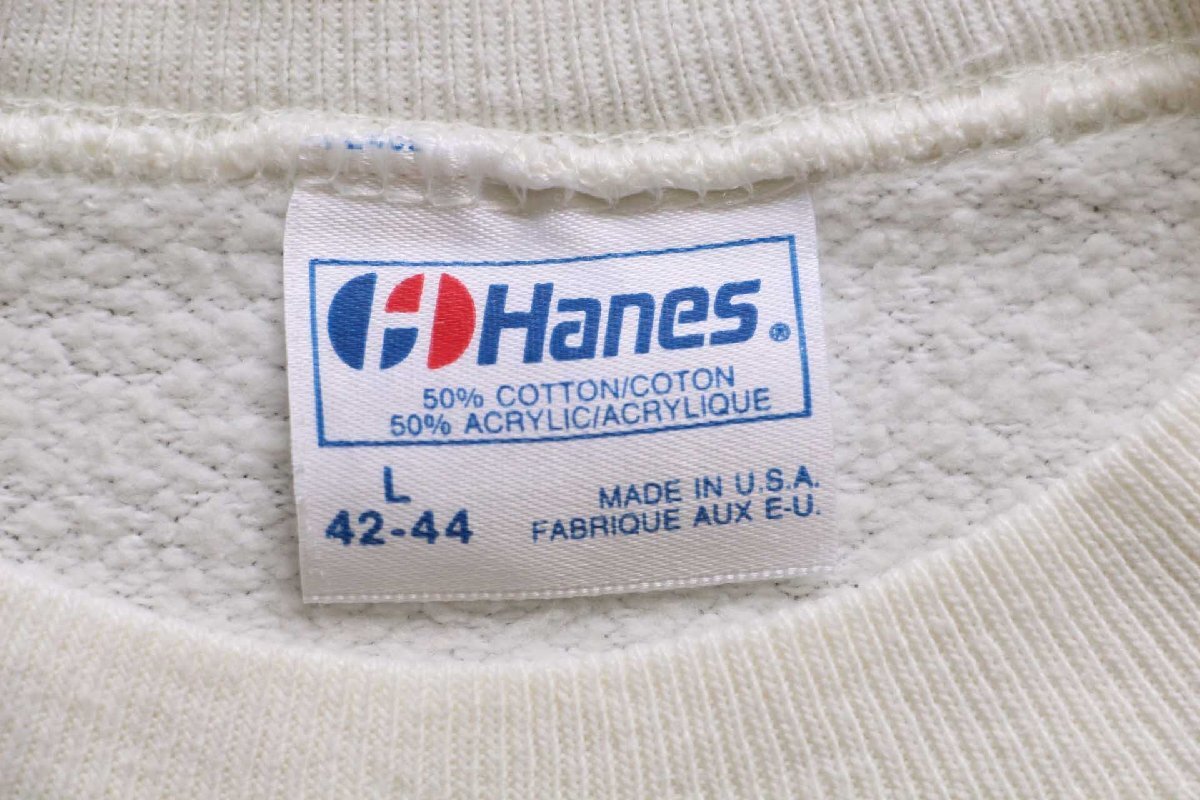 Hanes®
50% COTTON/COTON
50% ACRYLIC/ACRYLIQUE
L
42-44
MADE IN U.S.A.
FABRIQUE AUX E-U.